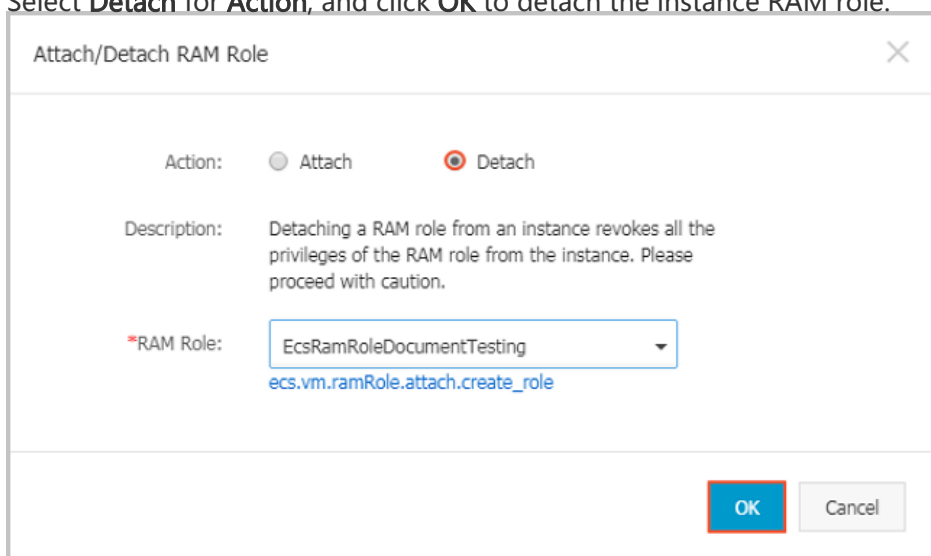 Select Detach for Action, and click OK to detach the instance RAM role.
Attach/Detach RAM Role
Action: Attach Detach
Description: Detaching a RAM role from an instance revokes all the
privileges of the RAM role from the instance. Please
proceed with caution.
*RAM Role: EcsRamRoleDocumentTesting
ecs.vm.ramRole.attach.create_role
OK Cancel